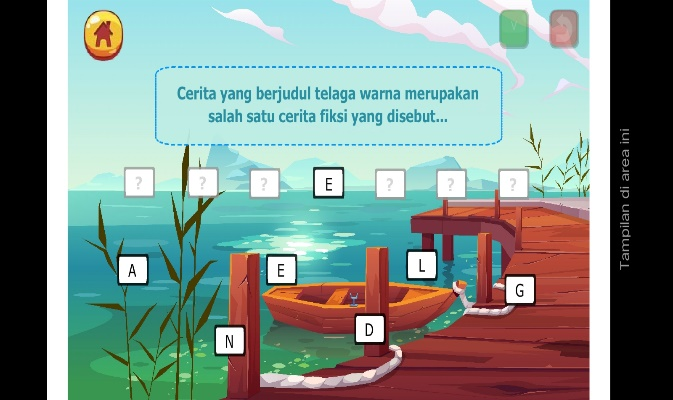 Cerita yang berjudul telaga warna merupakan
salah satu cerita fiksi yang disebut...
? ? ? E ? ? ?
A E L G
N D
Tampilan di area ini